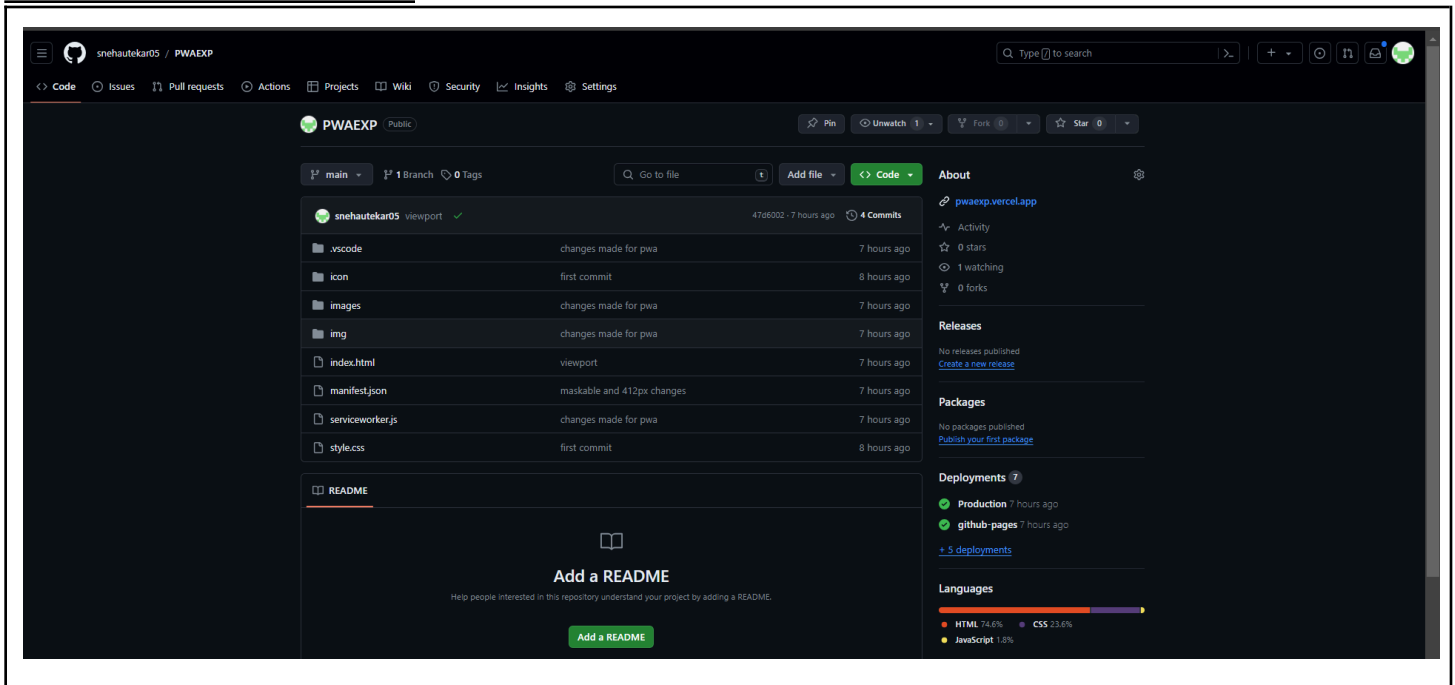 snehautekar05 / PWAEXP
Type / to search
Code Issues Pull requests Actions Projects Wiki Security Insights Settings
PWAEXP Public
Pin Unwatch 1 Fork 0 Star 0
main 1 Branch 0 Tags
Go to file t Add file <> Code
snehautekar05 viewport 47d6002 · 7 hours ago 4 Commits
.vscode changes made for pwa 7 hours ago
icon first commit 8 hours ago
images changes made for pwa 7 hours ago
img changes made for pwa 7 hours ago
index.html viewport 7 hours ago
manifest.json maskable and 412px changes 7 hours ago
serviceworker.js changes made for pwa 7 hours ago
style.css first commit 8 hours ago
README
Add a README
Help people interested in this repository understand your project by adding a README.
Add a README
About
pwaexp.vercel.app
Activity
0 stars
1 watching
0 forks
Releases
No releases published
Create a new release
Packages
No packages published
Publish your first package
Deployments 7
Production 7 hours ago
github-pages 7 hours ago
+ 5 deployments
Languages
HTML 74.6% CSS 23.6%
JavaScript 1.8%